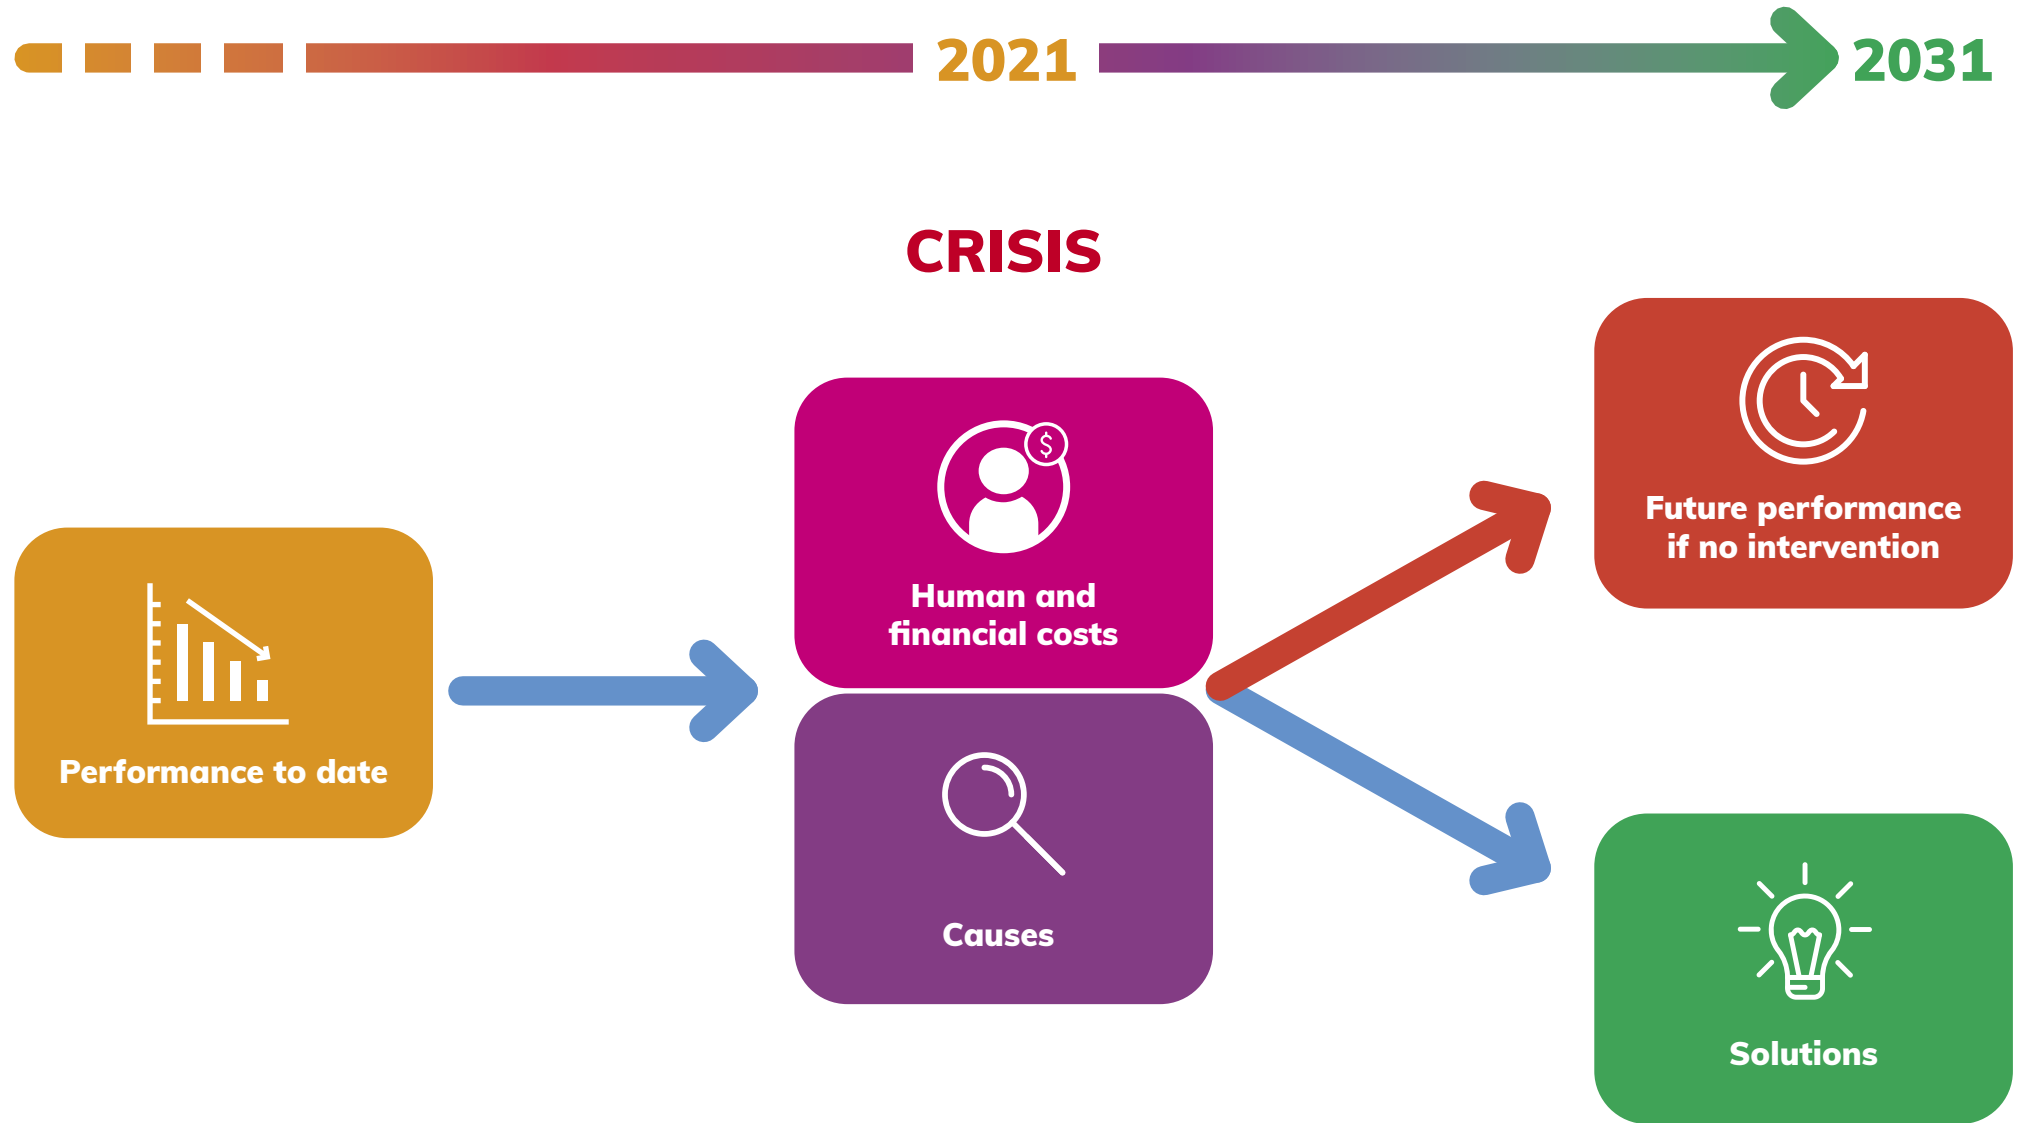 2021
2031
CRISIS
Performance to date
$
Human and
financial costs
Causes
Future performance
if no intervention
Solutions